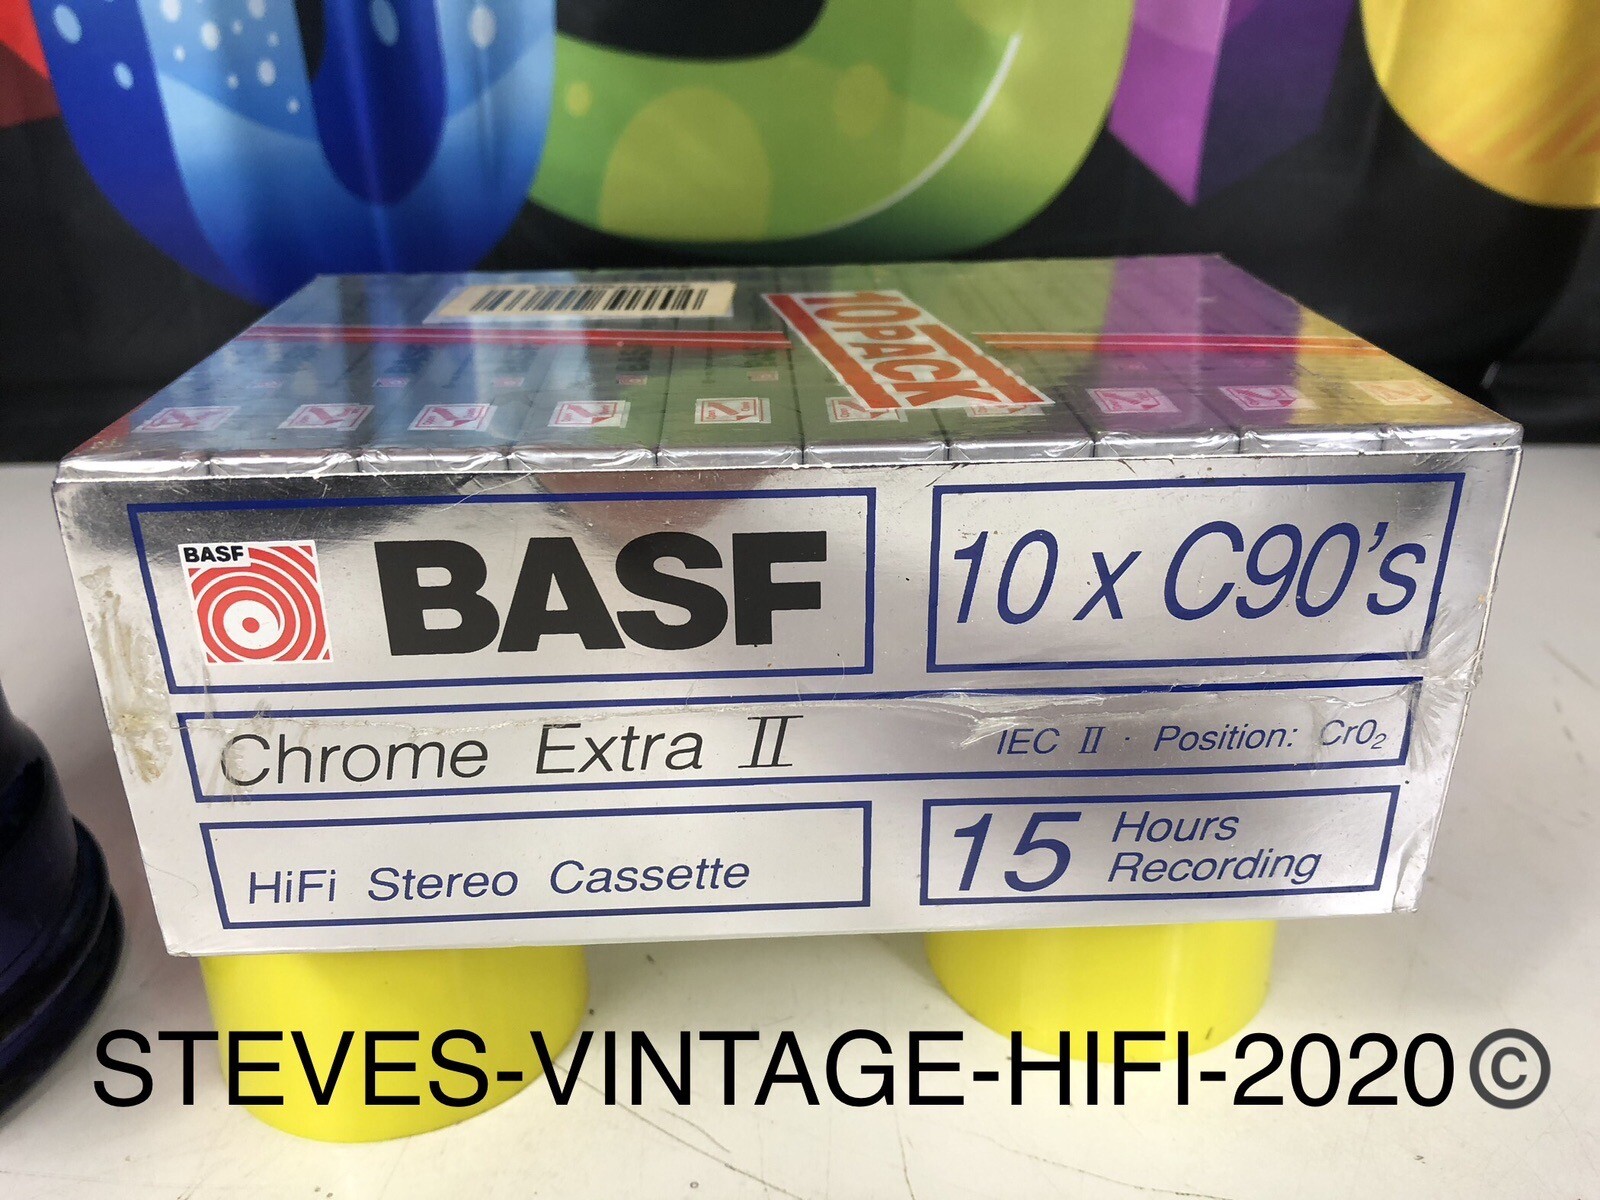 10 PACK
BASF
BASF
10 x C90's
Chrome Extra II
IEC II · Position: CrO₂
HiFi Stereo Cassette
15 Hours
Recording
STEVES-VINTAGE-HIFI-2020©